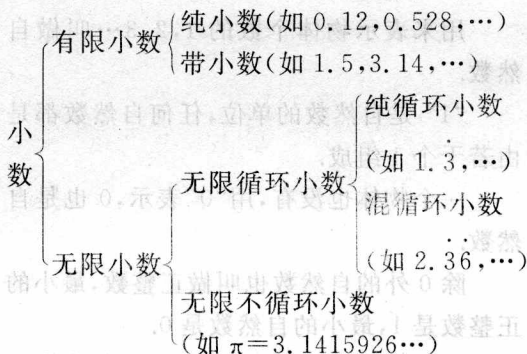 小数
有限小数
纯小数(如 0.12,0.528,…)
带小数(如 1.5,3.14,…)
无限小数
无限循环小数
纯循环小数
(如 1.3̇,…)
混循环小数
(如 2.3̇6̇,…)
无限不循环小数
(如 π=3.1415926…)